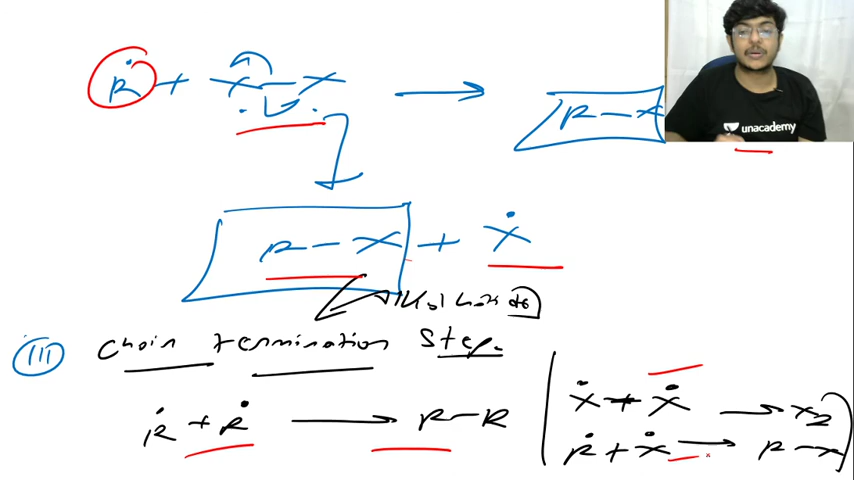 Ṙ + X – X ⟶ R – X
unacademy
R – X + Ẋ
Alkyl halide
(III) Chain termination Step
Ṙ + Ṙ ⟶ R – R
Ẋ + Ẋ ⟶ X₂
Ṙ + Ẋ ⟶ R – X